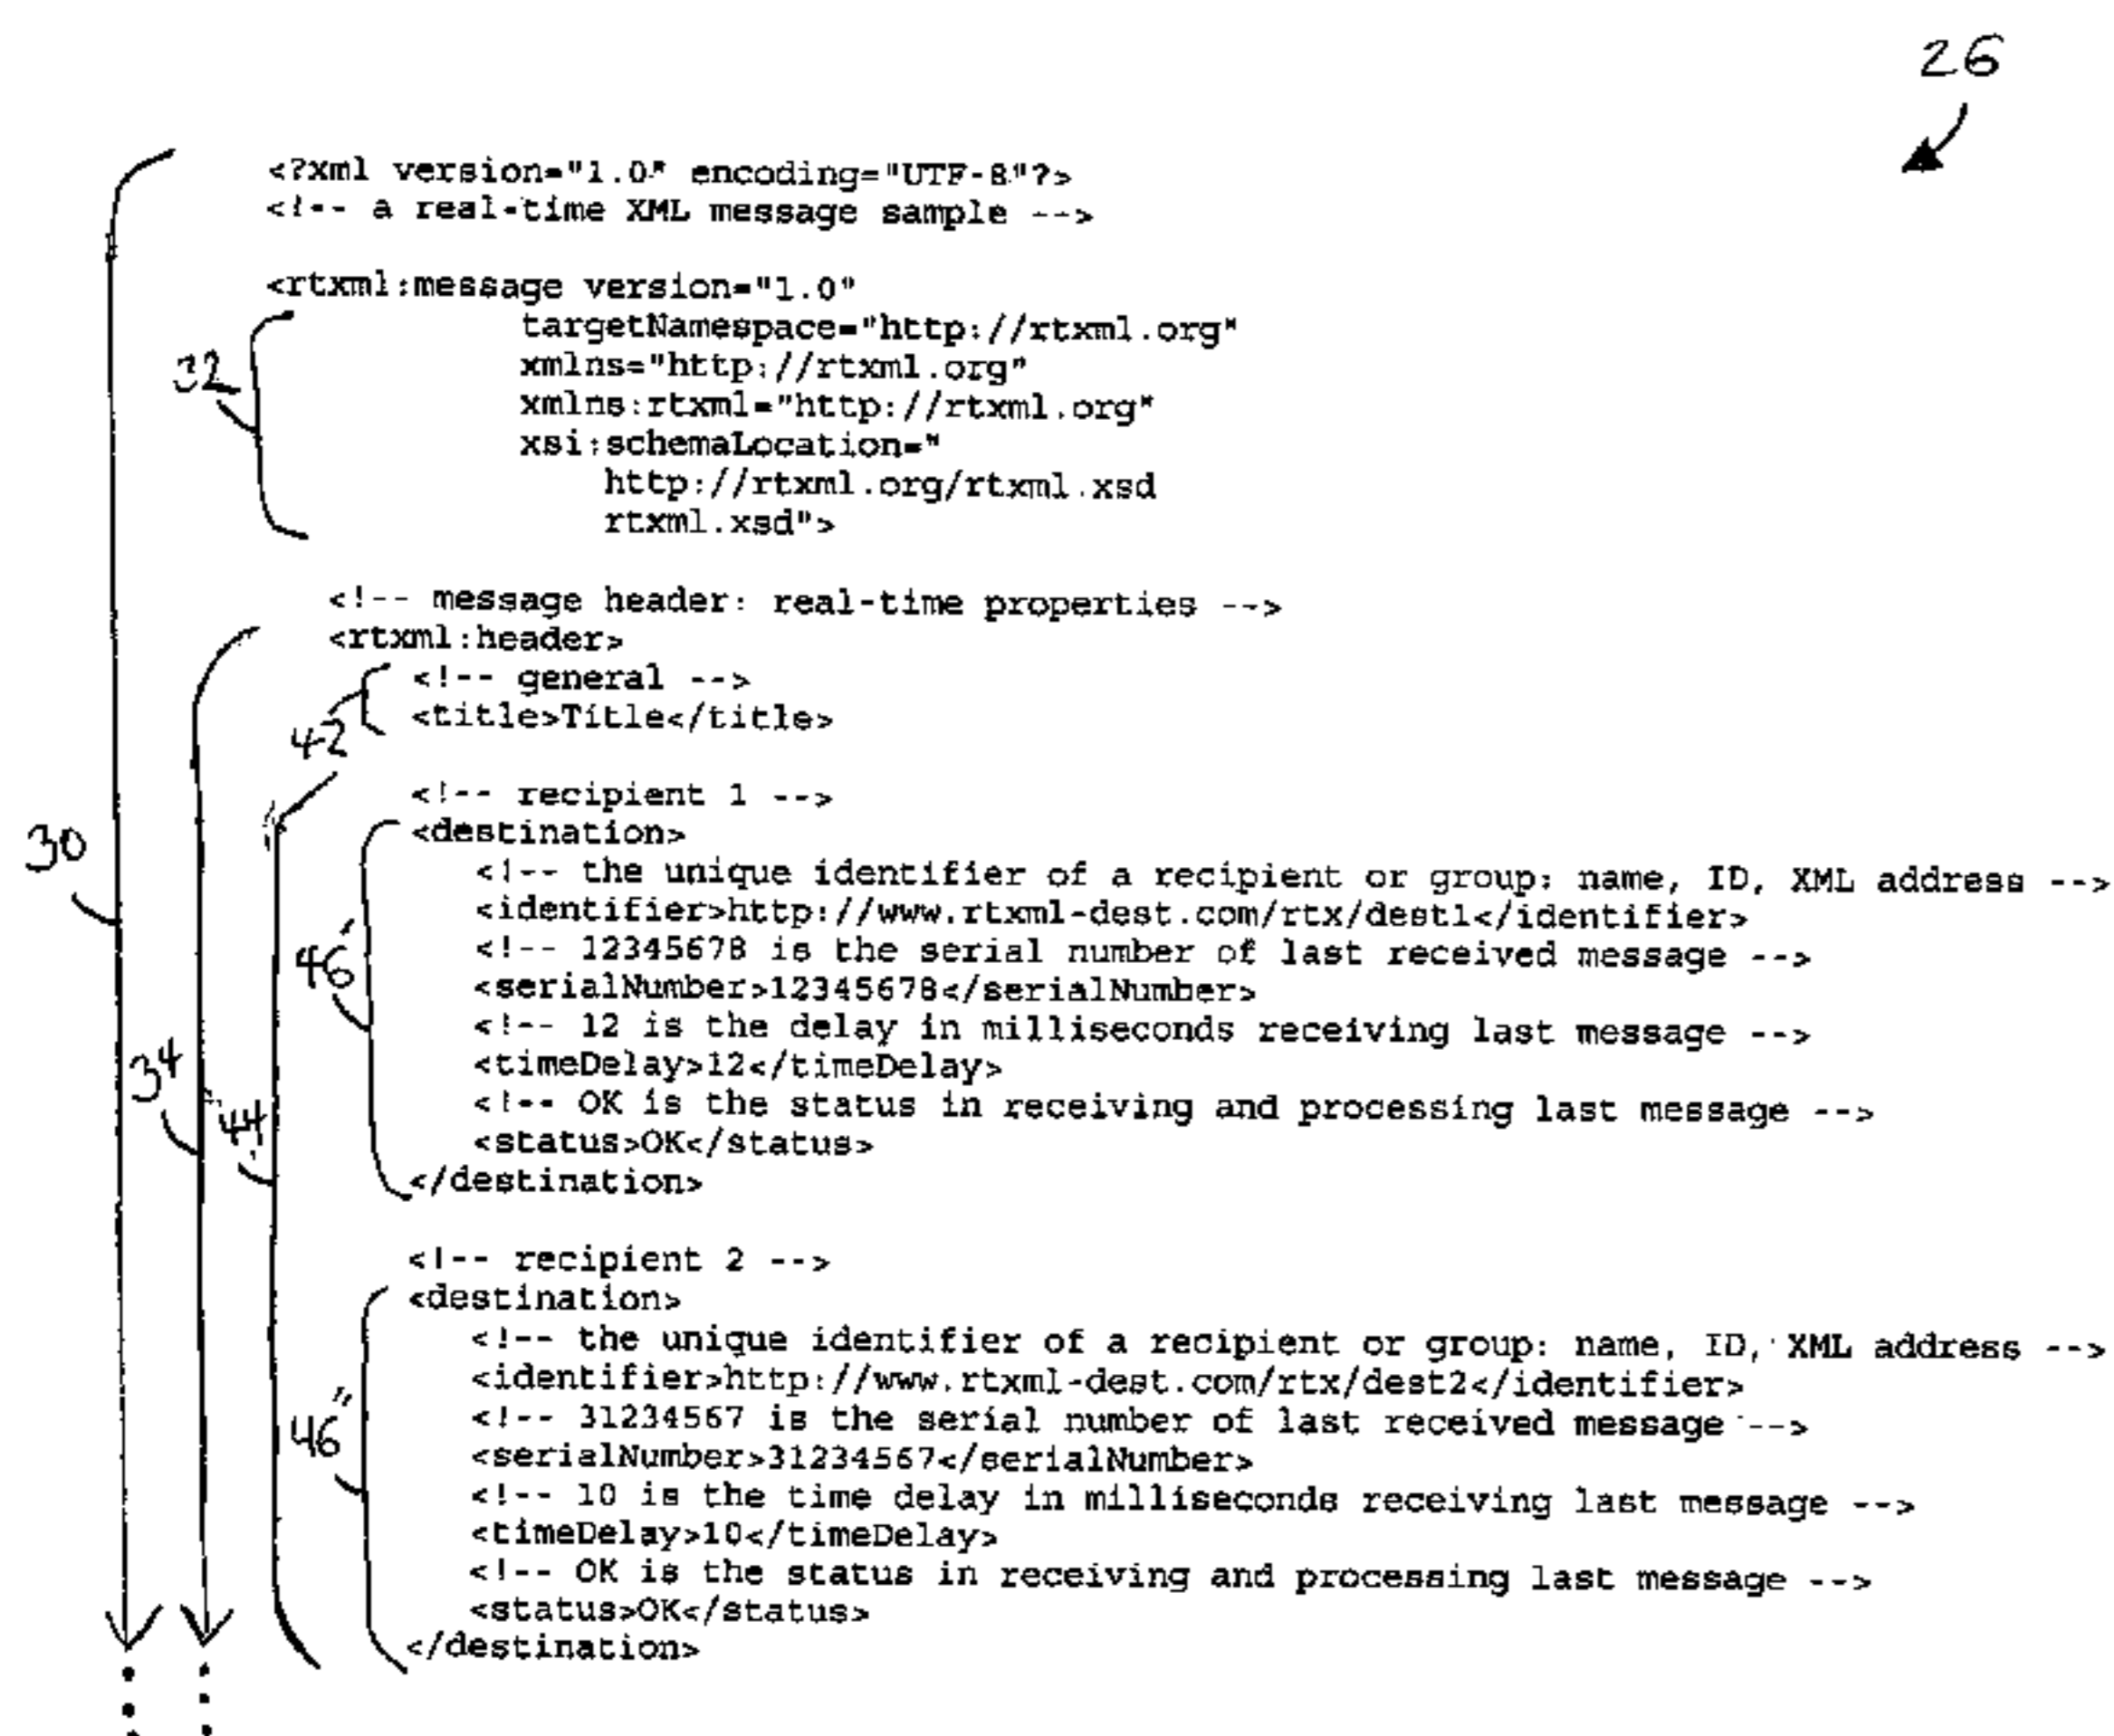 26
<?xml version="1.0" encoding="UTF-8"?>
<!-- a real-time XML message sample -->
<rtxml:message version="1.0"
targetNamespace="http://rtxml.org"
32
xmlns="http://rtxml.org"
xmlns:rtxml="http://rtxml.org"
xsi:schemaLocation="
http://rtxml.org/rtxml.xsd
rtxml.xsd">
<!-- message header: real-time properties -->
<rtxml:header>
<!-- general -->
<title>Title</title>
42
<!-- recipient 1 -->
<destination>
30
<!-- the unique identifier of a recipient or group: name, ID, XML address -->
<identifier>http://www.rtxml-dest.com/rtx/dest1</identifier>
<!-- 12345678 is the serial number of last received message -->
46'
<serialNumber>12345678</serialNumber>
<!-- 12 is the delay in milliseconds receiving last message -->
<timeDelay>12</timeDelay>
34
<!-- OK is the status in receiving and processing last message -->
44
<status>OK</status>
</destination>
<!-- recipient 2 -->
<destination>
<!-- the unique identifier of a recipient or group: name, ID, XML address -->
<identifier>http://www.rtxml-dest.com/rtx/dest2</identifier>
<!-- 31234567 is the serial number of last received message -->
46"
<serialNumber>31234567</serialNumber>
<!-- 10 is the time delay in milliseconds receiving last message -->
<timeDelay>10</timeDelay>
<!-- OK is the status in receiving and processing last message -->
<status>OK</status>
</destination>